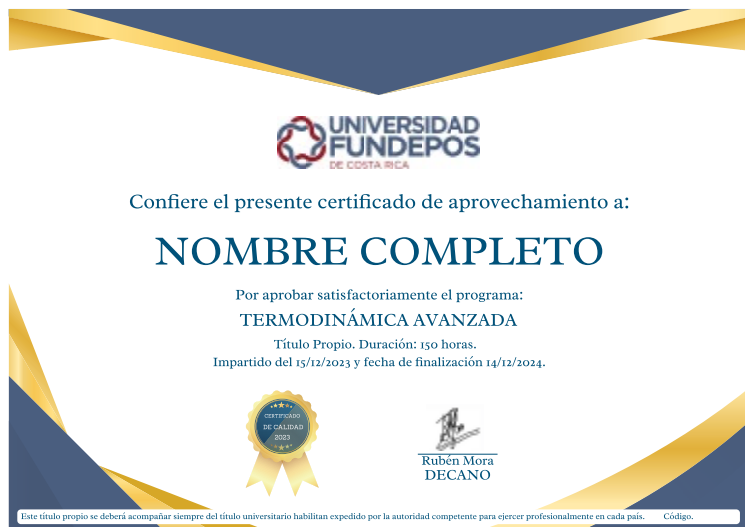 UNIVERSIDAD
FUNDEPOS
DE COSTA RICA
Confiere el presente certificado de aprovechamiento a:
NOMBRE COMPLETO
Por aprobar satisfactoriamente el programa:
TERMODINÁMICA AVANZADA
Título Propio. Duración: 150 horas.
Impartido del 15/12/2023 y fecha de finalización 14/12/2024.
CERTIFICADO
DE CALIDAD
2023
Rubén Mora
DECANO
Este título propio se deberá acompañar siempre del título universitario habilitan expedido por la autoridad competente para ejercer profesionalmente en cada país. Código.